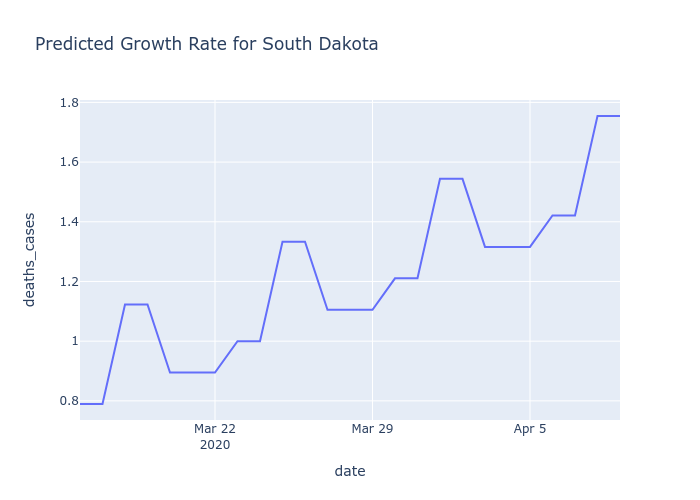 Predicted Growth Rate for South Dakota
1.8
1.6
1.4
1.2
1
0.8
deaths_cases
Mar 22
2020
Mar 29
Apr 5
date